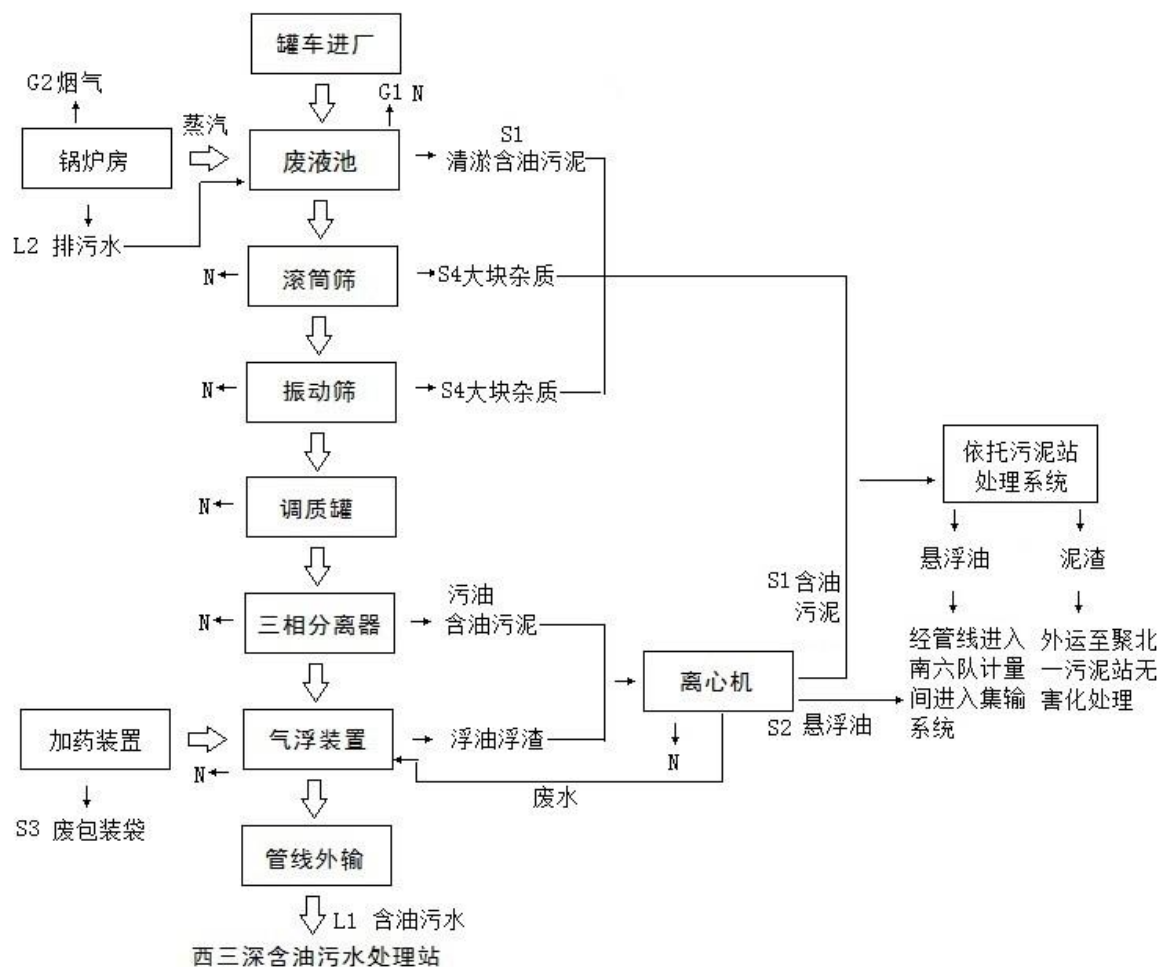 罐车进厂
G2烟气
G1 N
蒸汽
S1
锅炉房
废液池
清淤含油污泥
L2 排污水
N
滚筒筛
S4大块杂质
N
振动筛
S4大块杂质
依托污泥站
处理系统
N
调质罐
悬浮油
泥渣
S1含油
污泥
污油
N
三相分离器
含油污泥
经管线进入
南六队计量
间进入集输
系统
外运至聚北
一污泥站无
害化处理
离心机
S2 悬浮油
加药装置
气浮装置
浮油浮渣
N
N
废水
S3 废包装袋
管线外输
L1 含油污水
西三深含油污水处理站